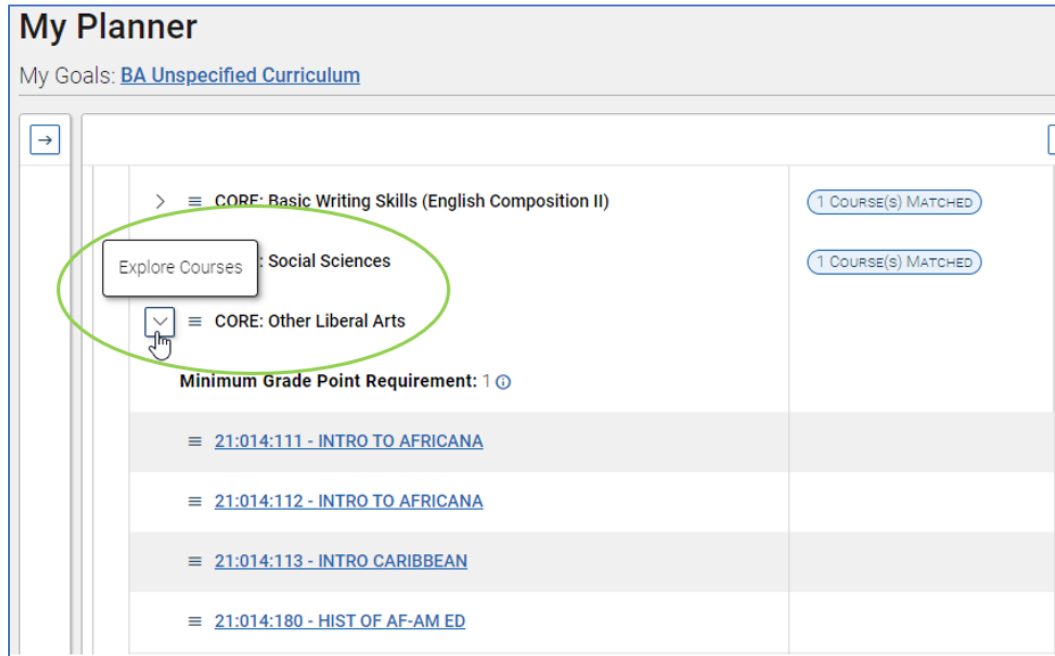 My Planner
My Goals: BA Unspecified Curriculum
CORE: Basic Writing Skills (English Composition II)
1 COURSE(S) MATCHED
Explore Courses
: Social Sciences
1 COURSE(S) MATCHED
CORE: Other Liberal Arts
Minimum Grade Point Requirement: 1
21:014:111 - INTRO TO AFRICANA
21:014:112 - INTRO TO AFRICANA
21:014:113 - INTRO CARIBBEAN
21:014:180 - HIST OF AF-AM ED